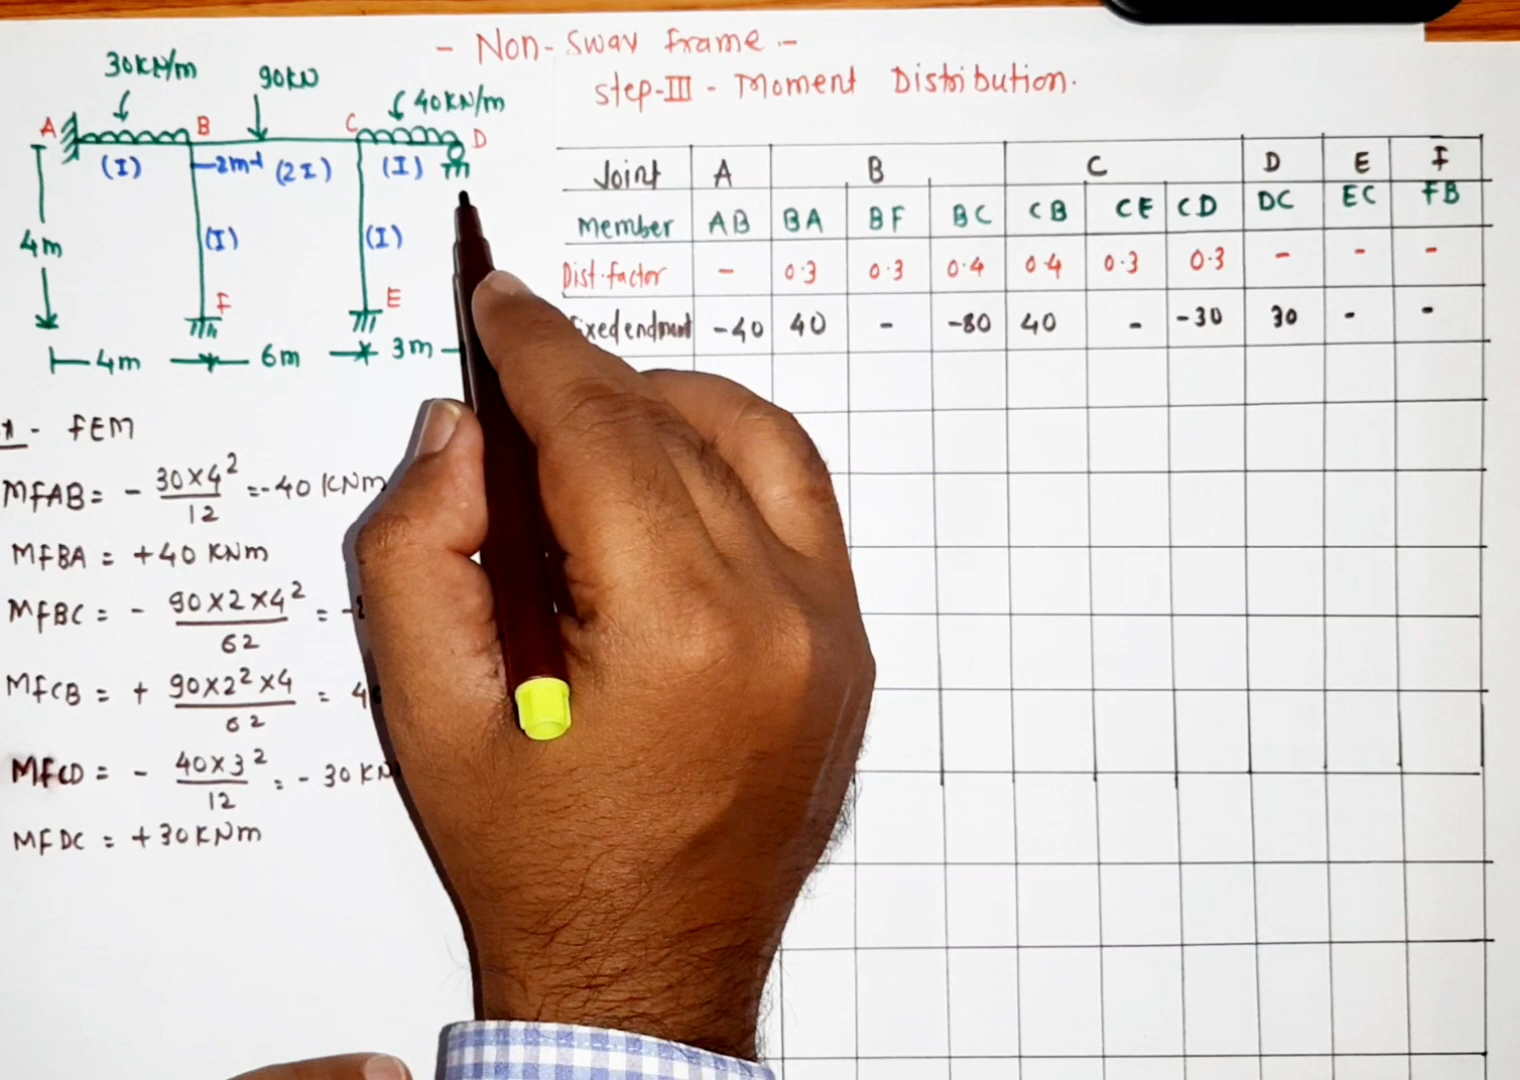 - Non-Sway frame -
Step-III - Moment Distribution.
30KN/m
90KN
40KN/m
A B C D
(I) 2m (2I) (I)
4m (I) (I)
F E
4m 6m 3m
Joint A B C D E F
Member AB BA BF BC CB CE CD DC EC FB
Dist.factor - 0.3 0.3 0.4 0.4 0.3 0.3 - - -
-40 40 - -80 40 - -30 30 - -
- FEM
MFAB = - 30×4² / 12 = -40 KNm
MFBA = +40 KNm
MFBC = - 90×2×4² / 62 = -
MFCB = + 90×2²×4 / 62 = 4
MFCD = - 40×3² / 12 = - 30 KN
MFDC = +30KNm